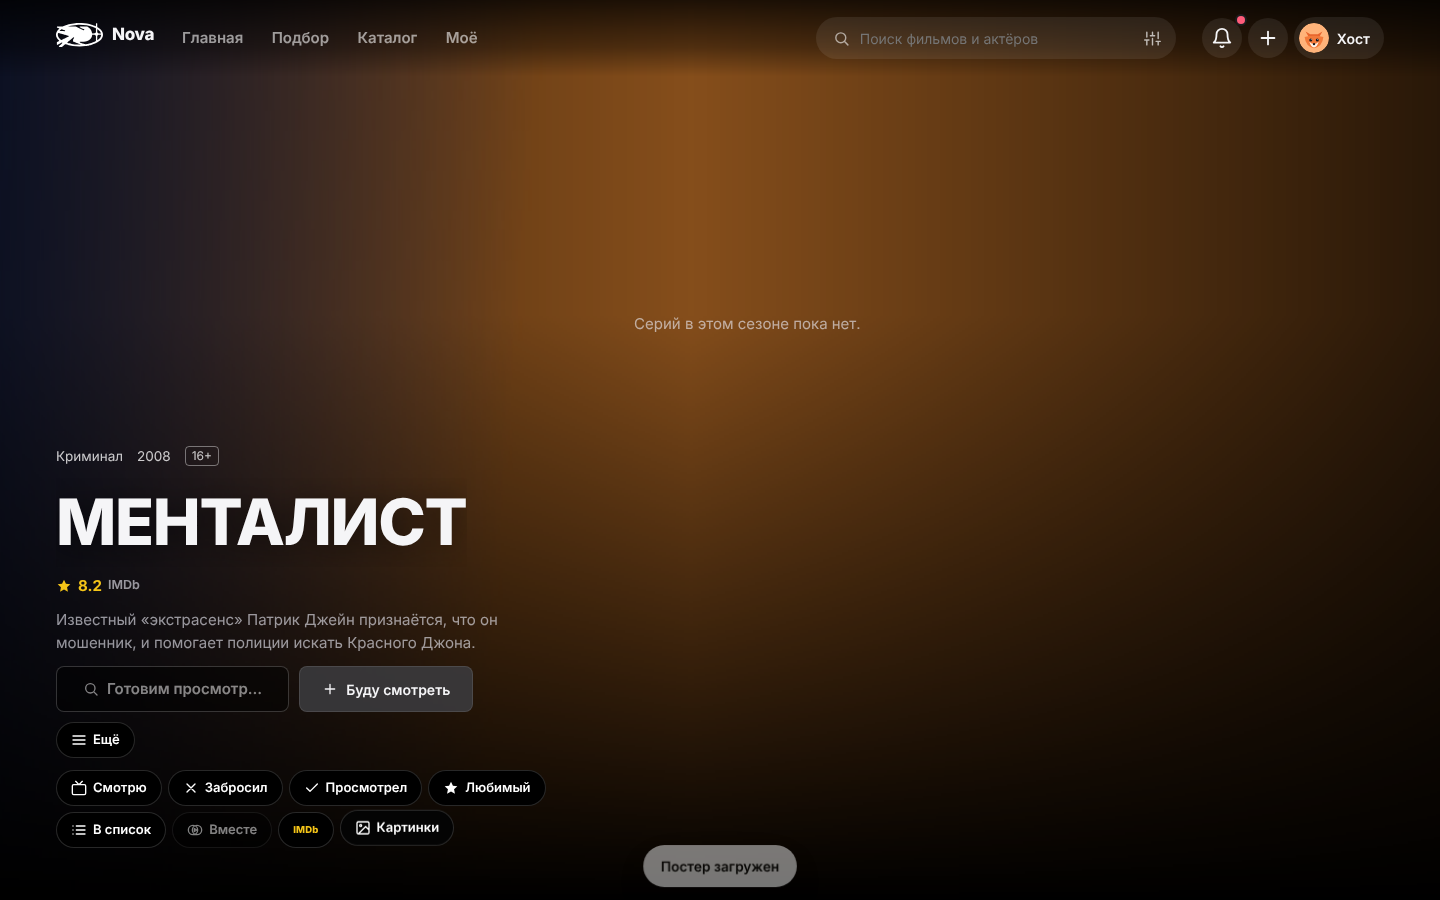 Nova
Главная
Подбор
Каталог
Моё
Поиск фильмов и актёров
Хост
Серий в этом сезоне пока нет.
Криминал 2008 16+
МЕНТАЛИСТ
8.2 IMDb
Известный «экстрасенс» Патрик Джейн признаётся, что он
мошенник, и помогает полиции искать Красного Джона.
Готовим просмотр...
Буду смотреть
Ещё
Смотрю
Забросил
Просмотрел
Любимый
В список
Вместе
IMDb
Картинки
Постер загружен